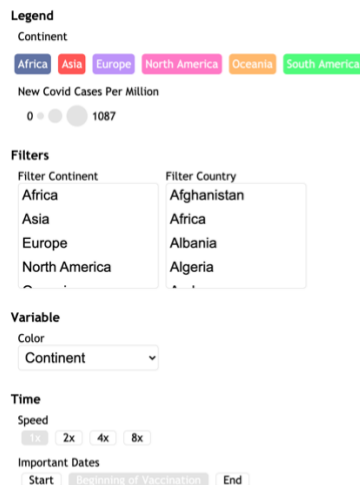 Legend
Continent
Africa Asia Europe North America Oceania South America
New Covid Cases Per Million
0 1087
Filters
Filter Continent Filter Country
Africa Afghanistan
Asia Africa
Europe Albania
North America Algeria
Variable
Color
Continent
Time
Speed
1x 2x 4x 8x
Important Dates
Start Beginning of Vaccination End